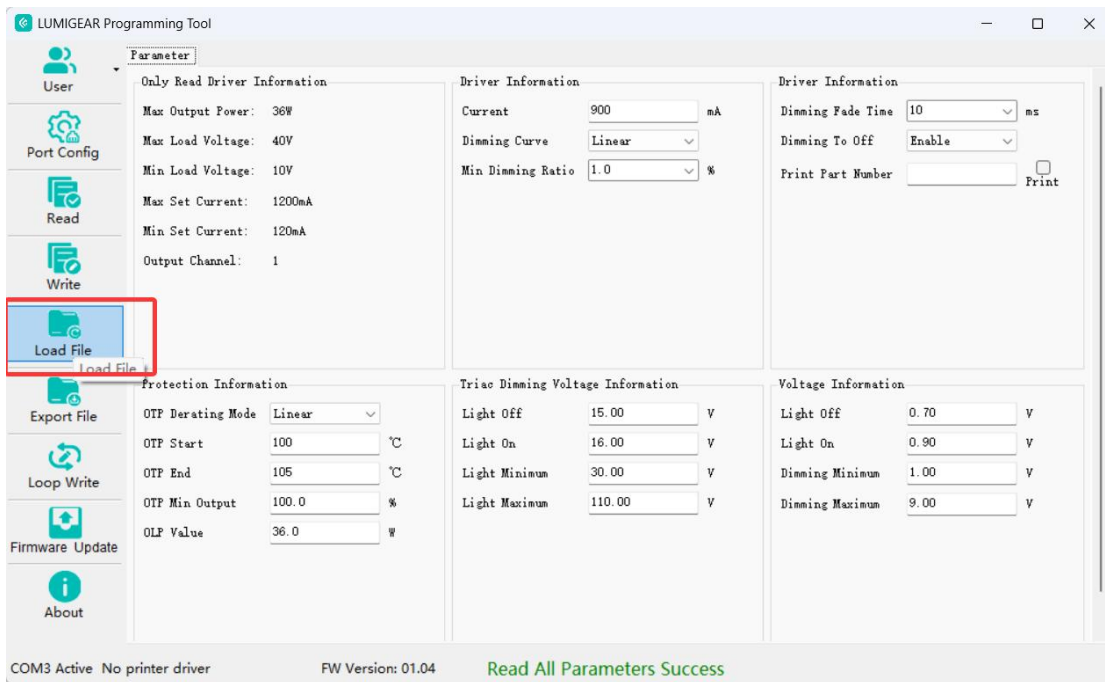 LUMIGEAR Programming Tool
User
Port Config
Read
Write
Load File
Load File
Export File
Loop Write
Firmware Update
About
Parameter
Only Read Driver Information
Max Output Power: 36W
Max Load Voltage: 40V
Min Load Voltage: 10V
Max Set Current: 1200mA
Min Set Current: 120mA
Output Channel: 1
Driver Information
Current 900 mA
Dimming Curve Linear
Min Dimming Ratio 1.0 %
Driver Information
Dimming Fade Time 10 ms
Dimming To Off Enable
Print Part Number Print
Protection Information
OTP Derating Mode Linear
OTP Start 100 ℃
OTP End 105 ℃
OTP Min Output 100.0 %
OLP Value 36.0 W
Triac Dimming Voltage Information
Light Off 15.00 V
Light On 16.00 V
Light Minimum 30.00 V
Light Maximum 110.00 V
Voltage Information
Light Off 0.70 V
Light On 0.90 V
Dimming Minimum 1.00 V
Dimming Maximum 9.00 V
COM3 Active No printer driver FW Version: 01.04 Read All Parameters Success